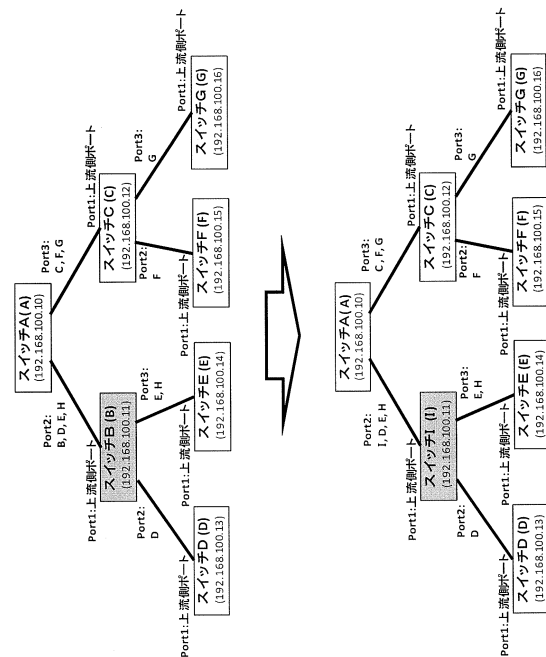 スイッチA(A)
(192.168.100.10)
Port2:
B, D, E, H
Port3:
C, F, G
Port1:上流側ポート
スイッチB (B)
(192.168.100.11)
Port1:上流側ポート
スイッチC (C)
(192.168.100.12)
Port2:
D
Port3:
E, H
Port2:
F
Port3:
G
Port1:上流側ポート
スイッチD (D)
(192.168.100.13)
Port1:上流側ポート
スイッチE (E)
(192.168.100.14)
Port1:上流側ポート
スイッチF (F)
(192.168.100.15)
Port1:上流側ポート
スイッチG (G)
(192.168.100.16)
スイッチA(A)
(192.168.100.10)
Port2:
I, D, E, H
Port3:
C, F, G
Port1:上流側ポート
スイッチI (I)
(192.168.100.11)
Port1:上流側ポート
スイッチC (C)
(192.168.100.12)
Port2:
D
Port3:
E, H
Port2:
F
Port3:
G
Port1:上流側ポート
スイッチD (D)
(192.168.100.13)
Port1:上流側ポート
スイッチE (E)
(192.168.100.14)
Port1:上流側ポート
スイッチF (F)
(192.168.100.15)
Port1:上流側ポート
スイッチG (G)
(192.168.100.16)